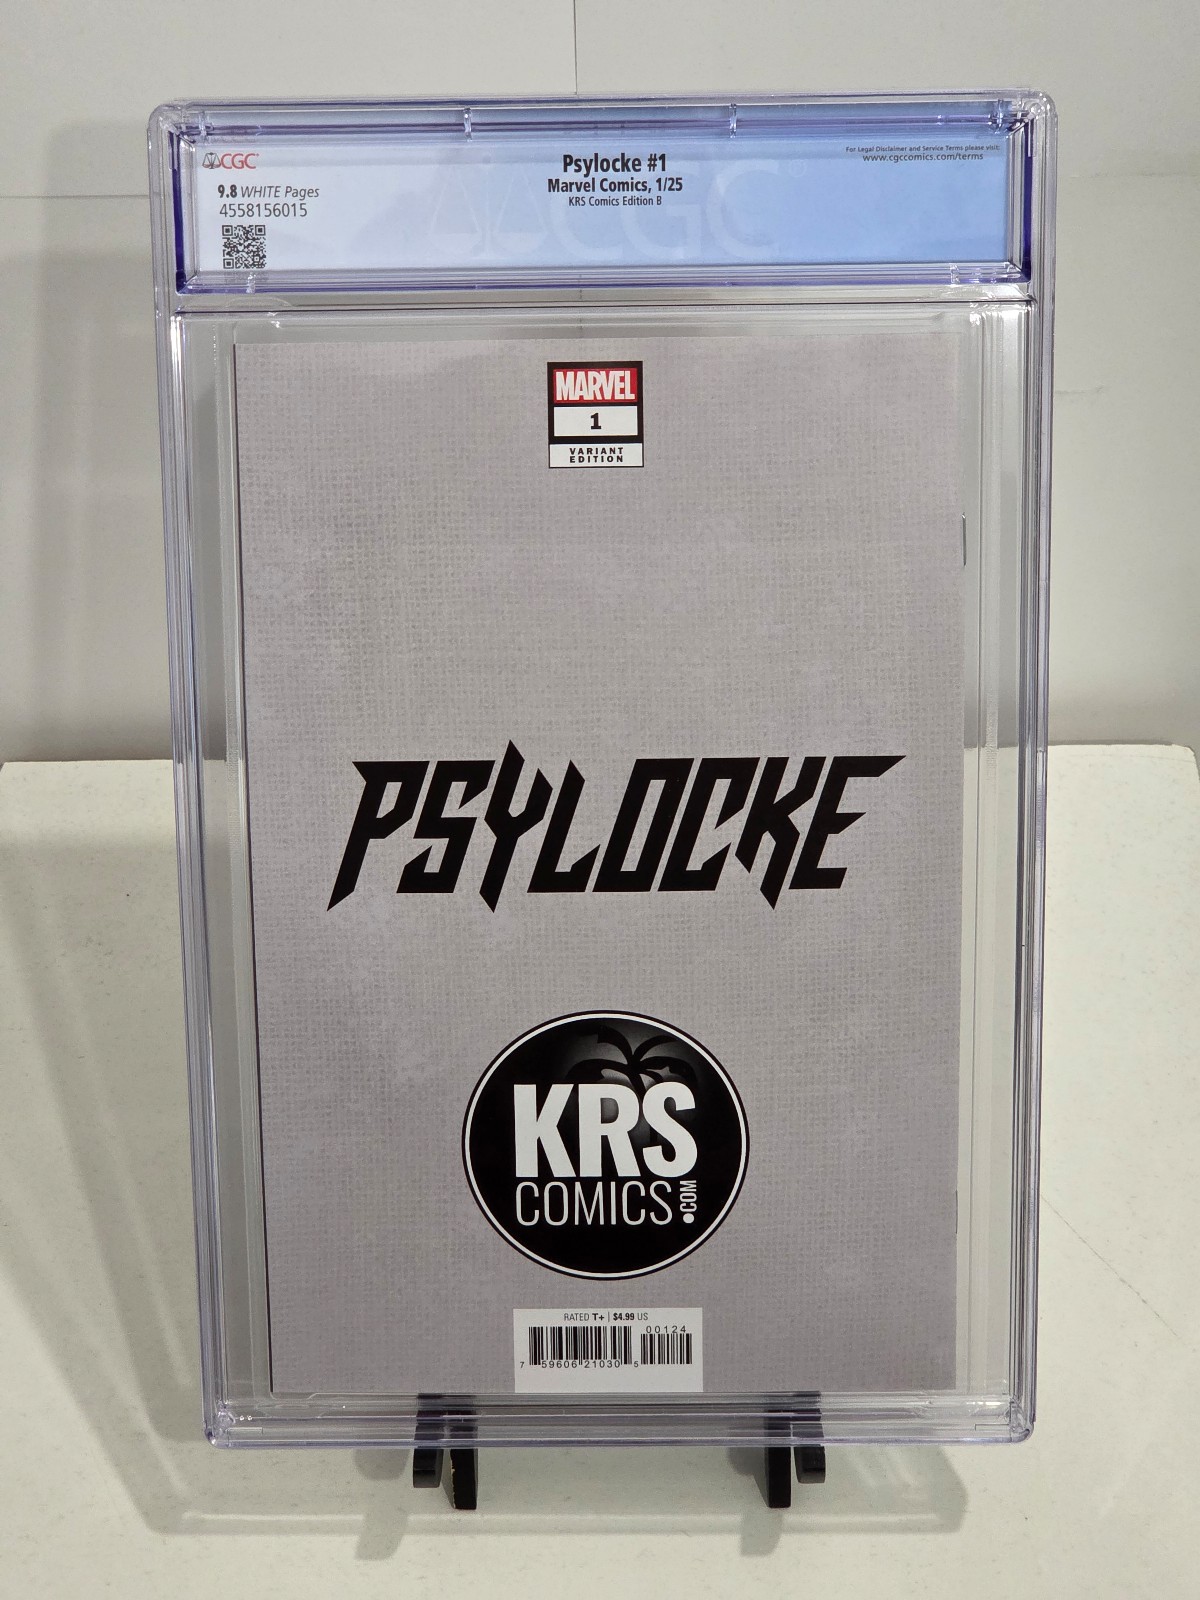 CGC
Psylocke #1
Marvel Comics, 1/25
KRS Comics Edition B
For Legal Disclaimer and Service Terms please visit:
www.cgccomics.com/terms
9.8 WHITE Pages
4558156015
CGC
MARVEL
1
VARIANT
EDITION
PSYLOCKE
KRS
COMICS
.COM
RATED T+ | $4.99 US
00124
7 59606 21030 5